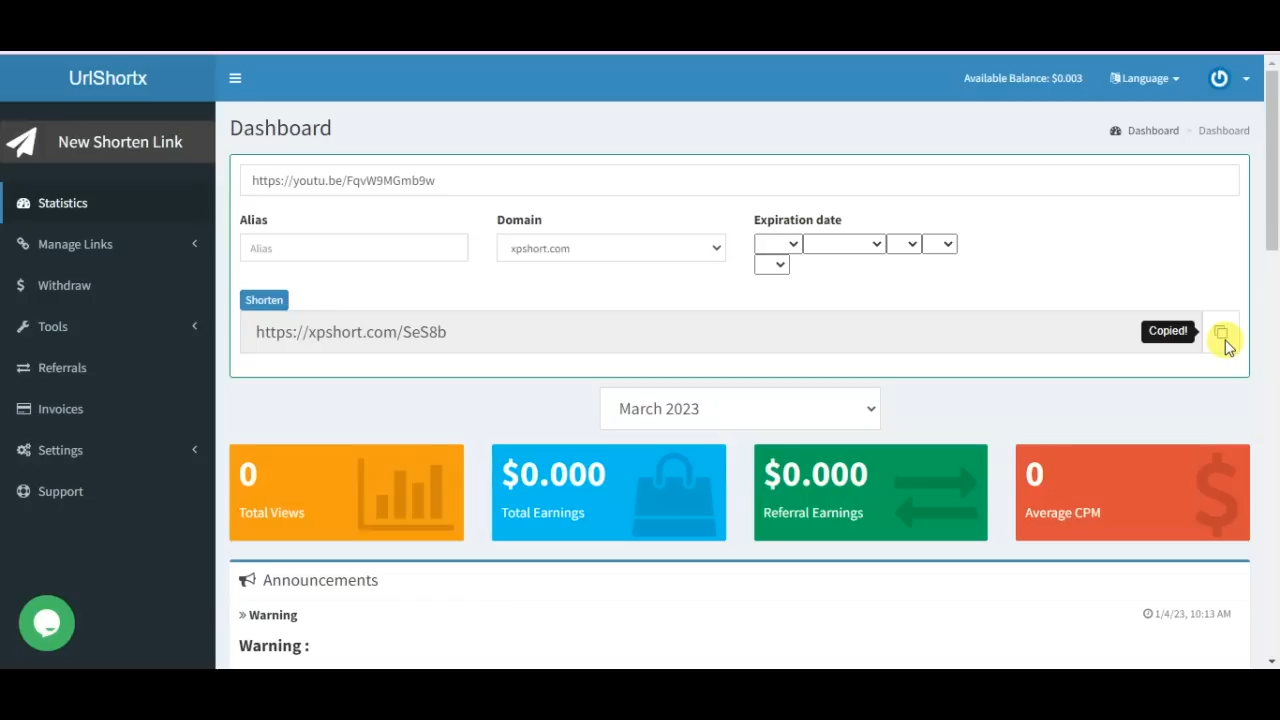 UrlShortx
Available Balance: $0.003
Language
New Shorten Link
Dashboard
Dashboard
Dashboard
https://youtu.be/FqvW9MGmb9w
Statistics
Alias
Domain
Expiration date
Manage Links
Alias
xpshort.com
Withdraw
Shorten
Tools
https://xpshort.com/SeS8b
Copied!
Referrals
Invoices
March 2023
Settings
0
$0.000
$0.000
0
Support
Total Views
Total Earnings
Referral Earnings
Average CPM
Announcements
» Warning
1/4/23, 10:13 AM
Warning :